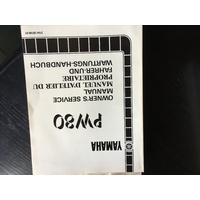 YAMAHA
PW80
OWNER'S SERVICE
MANUAL
MANUEL D'ATELIER DU
PROPRIETAIRE
FAHRER-UND
WARTUNGS-HANDBUCH